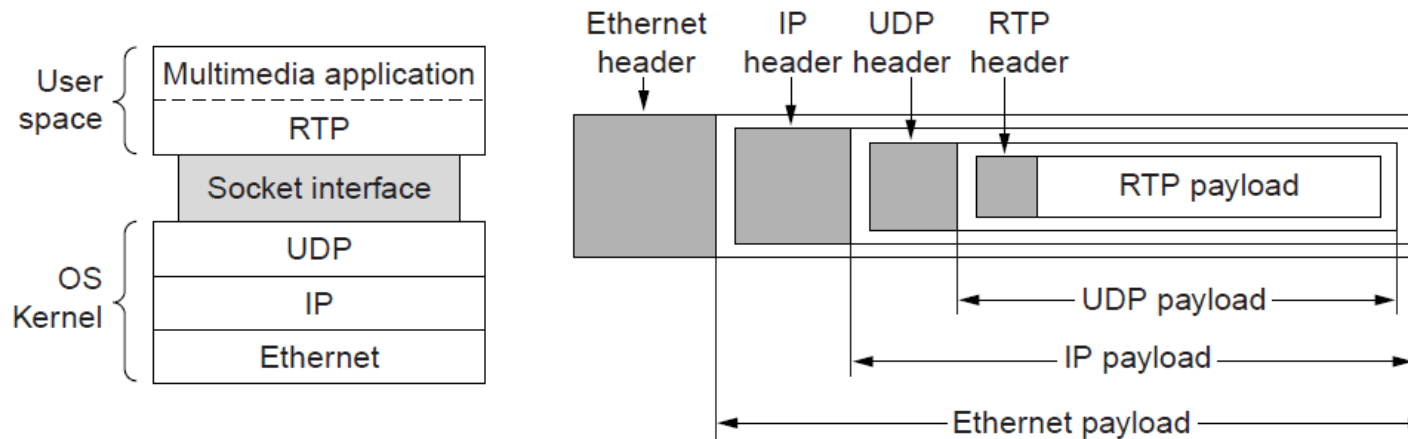 User
space
Multimedia application
RTP
Socket interface
OS
Kernel
UDP
IP
Ethernet
Ethernet
header
IP
header
UDP
header
RTP
header
RTP payload
UDP payload
IP payload
Ethernet payload